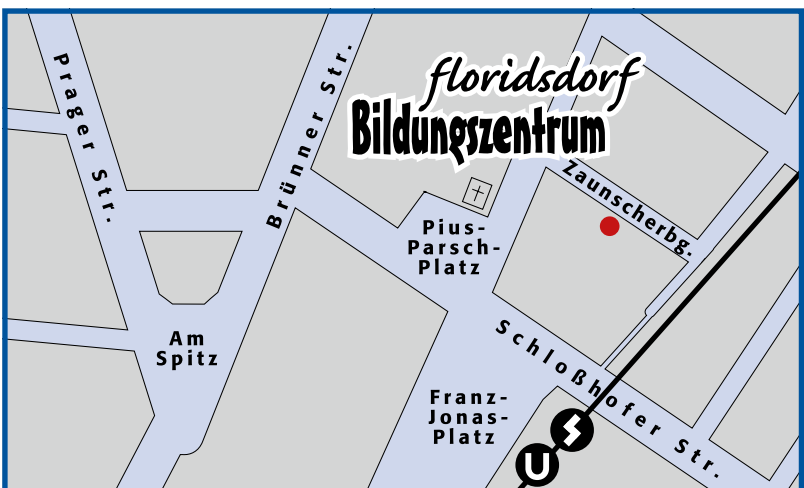 floridsdorf
Bildungszentrum
Prager Str.
Brünner Str.
Zaunscherbg.
Pius-
Parsch-
Platz
Am
Spitz
Schloßhofer Str.
Franz-
Jonas-
Platz
S
U